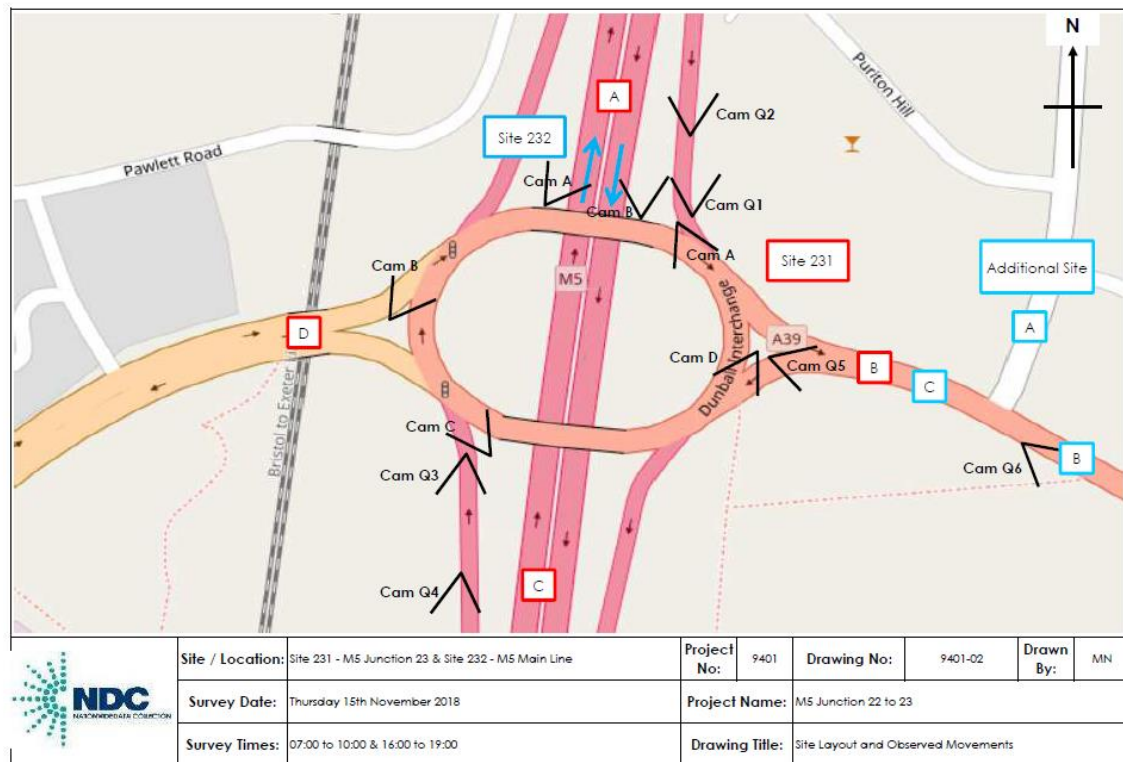 N
A
Puriton Hill
Cam Q2
Site 232
Pawlett Road
Cam A
Cam B
Cam Q1
Cam A
Site 231
Additional Site
Cam B
M5
Dunball Interchange
A39
A
D
Cam D
Cam Q5
B
C
Bristol to Exeter
Cam C
Cam Q3
Cam Q6
B
Cam Q4
C
NDC
NATIONWIDE DATA COLLECTION
Site / Location: Site 231 - M5 Junction 23 & Site 232 - M5 Main Line
Project No: 9401
Drawing No: 9401-02
Drawn By: MN
Survey Date: Thursday 15th November 2018
Project Name: M5 Junction 22 to 23
Survey Times: 07:00 to 10:00 & 16:00 to 19:00
Drawing Title: Site Layout and Observed Movements